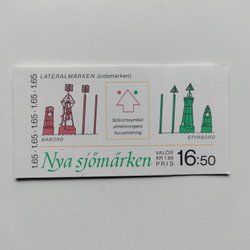 LATERALMÄRKEN (sidomärken)
1.65 · 1.65 · 1.65 · 1.65 · 1.65
Sjökortssymbol:
utmärkningens
huvudriktning
BABORD
STYRBORD
Nya sjömärken
VALÖR
KR 1.65
PRIS
16:50